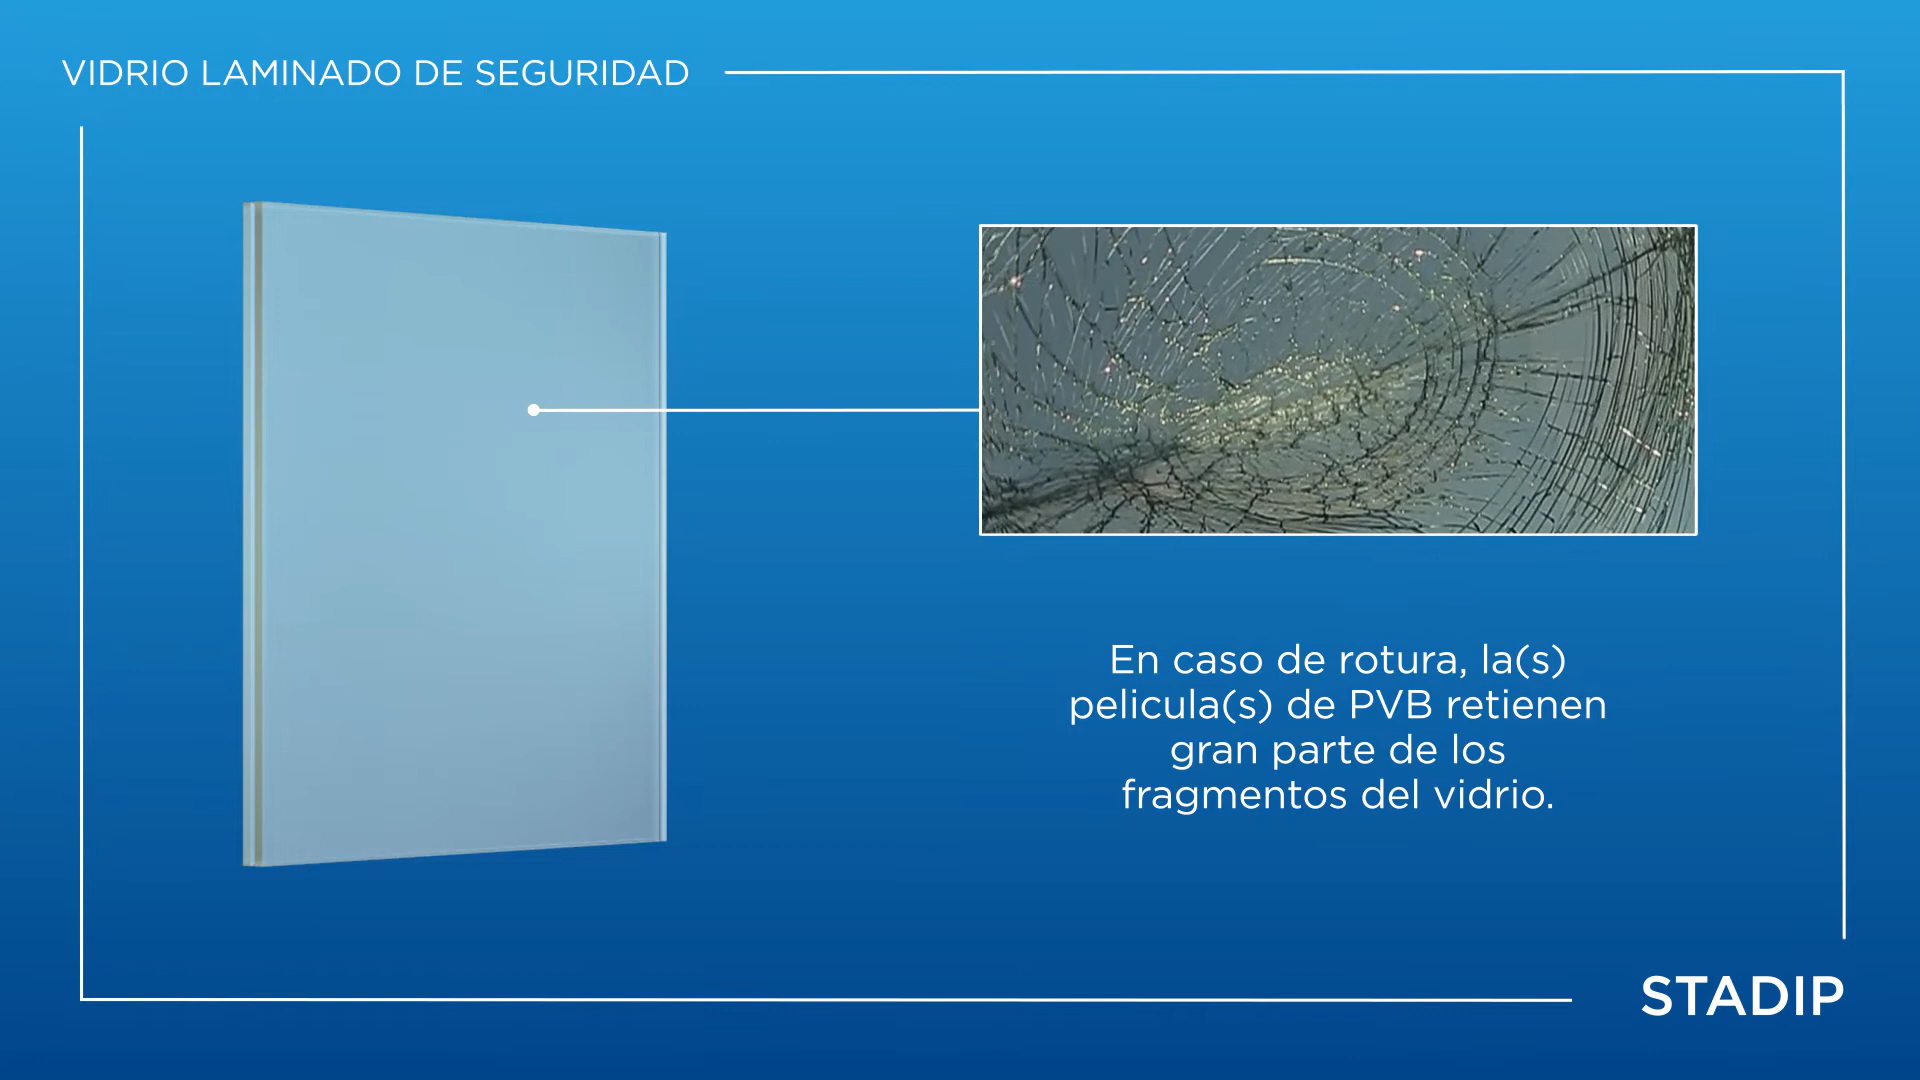 VIDRIO LAMINADO DE SEGURIDAD
En caso de rotura, la(s)
pelicula(s) de PVB retienen
gran parte de los
fragmentos del vidrio.
STADIP